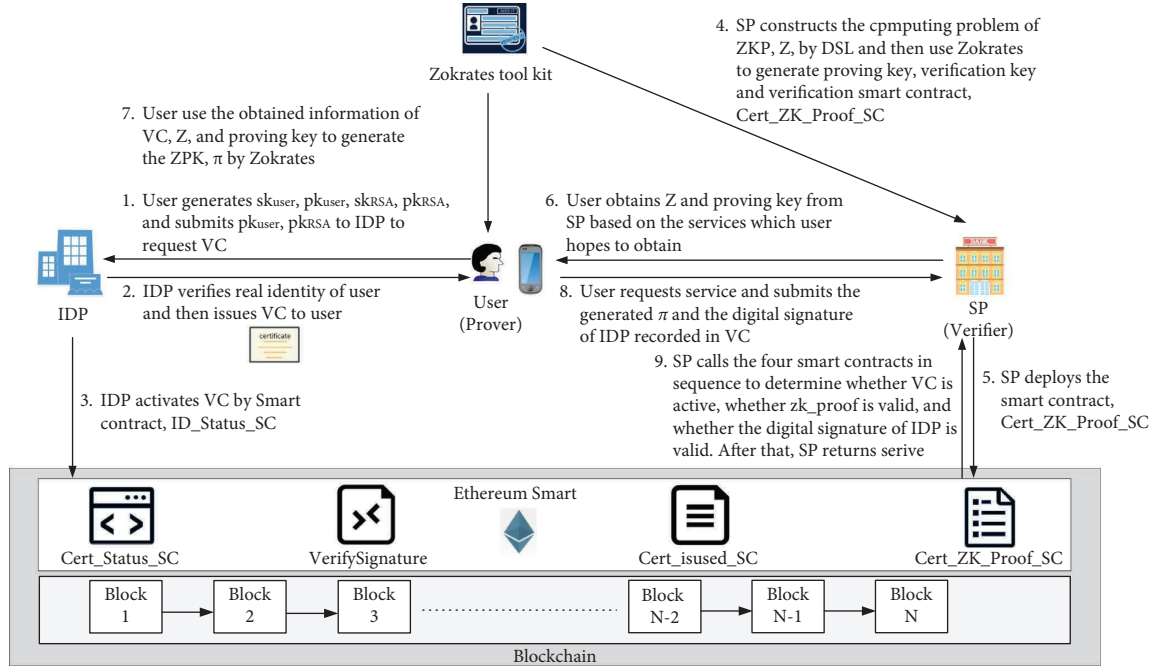 Zokrates tool kit
4. SP constructs the cpmputing problem of
ZKP, Z, by DSL and then use Zokrates
to generate proving key, verification key
and verification smart contract,
Cert_ZK_Proof_SC
7. User use the obtained information of
VC, Z, and proving key to generate
the ZPK, π by Zokrates
1. User generates skuser, pkuser, skRSA, pkRSA,
and submits pkuser, pkRSA to IDP to
request VC
6. User obtains Z and proving key from
SP based on the services which user
hopes to obtain
BANK
IDP
2. IDP verifies real identity of user
and then issues VC to user
certificate
User
(Prover)
8. User requests service and submits the
generated π and the digital signature
of IDP recorded in VC
SP
(Verifier)
3. IDP activates VC by Smart
contract, ID_Status_SC
9. SP calls the four smart contracts in
sequence to determine whether VC is
active, whether zk_proof is valid, and
whether the digital signature of IDP is
valid. After that, SP returns serive
5. SP deploys the
smart contract,
Cert_ZK_Proof_SC
Ethereum Smart
Cert_Status_SC
VerifySignature
Cert_isused_SC
Cert_ZK_Proof_SC
Block
1
Block
2
Block
3
Block
N-2
Block
N-1
Block
N
Blockchain